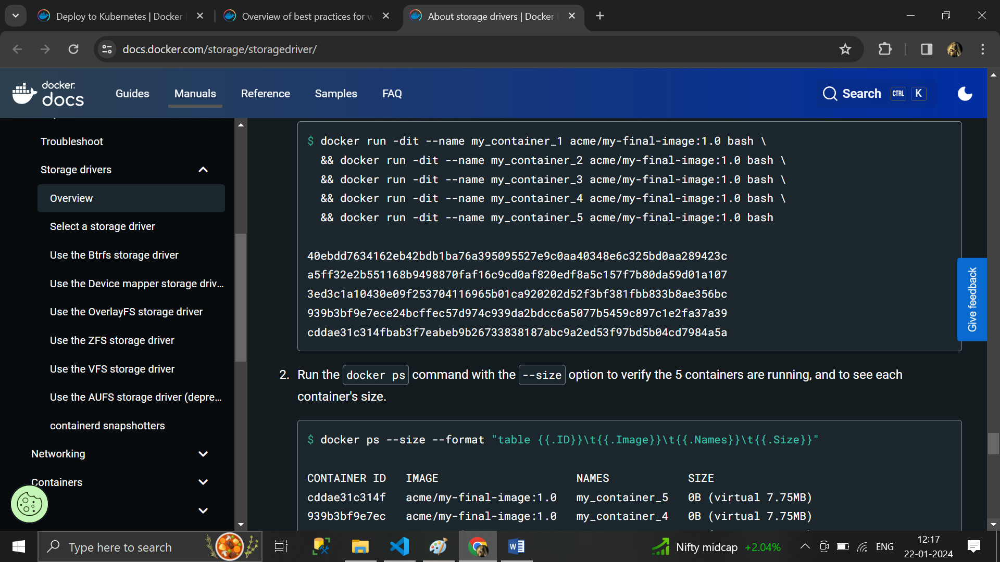 Deploy to Kubernetes | Docker
Overview of best practices for w
About storage drivers | Docker
docs.docker.com/storage/storagedriver/
docker
docs
Guides
Manuals
Reference
Samples
FAQ
Search
CTRL
K
Troubleshoot
Storage drivers
Overview
Select a storage driver
Use the Btrfs storage driver
Use the Device mapper storage driv...
Use the OverlayFS storage driver
Use the ZFS storage driver
Use the VFS storage driver
Use the AUFS storage driver (depre...
containerd snapshotters
Networking
Containers
$ docker run -dit --name my_container_1 acme/my-final-image:1.0 bash \
&& docker run -dit --name my_container_2 acme/my-final-image:1.0 bash \
&& docker run -dit --name my_container_3 acme/my-final-image:1.0 bash \
&& docker run -dit --name my_container_4 acme/my-final-image:1.0 bash \
&& docker run -dit --name my_container_5 acme/my-final-image:1.0 bash
40ebdd7634162eb42bdb1ba76a395095527e9c0aa40348e6c325bd0aa289423c
a5ff32e2b551168b9498870faf16c9cd0af820edf8a5c157f7b80da59d01a107
3ed3c1a10430e09f253704116965b01ca920202d52f3bf381fbb833b8ae356bc
939b3bf9e7ece24bcffec57d974c939da2bdcc6a5077b5459c897c1e2fa37a39
cddae31c314fbab3f7eabeb9b26733838187abc9a2ed53f97bd5b04cd7984a5a
2. Run the docker ps command with the --size option to verify the 5 containers are running, and to see each
container's size.
$ docker ps --size --format "table {{.ID}}\t{{.Image}}\t{{.Names}}\t{{.Size}}"
CONTAINER ID IMAGE NAMES SIZE
cddae31c314f acme/my-final-image:1.0 my_container_5 0B (virtual 7.75MB)
939b3bf9e7ec acme/my-final-image:1.0 my_container_4 0B (virtual 7.75MB)
Give feedback
Type here to search
Nifty midcap +2.04%
ENG
12:17
22-01-2024